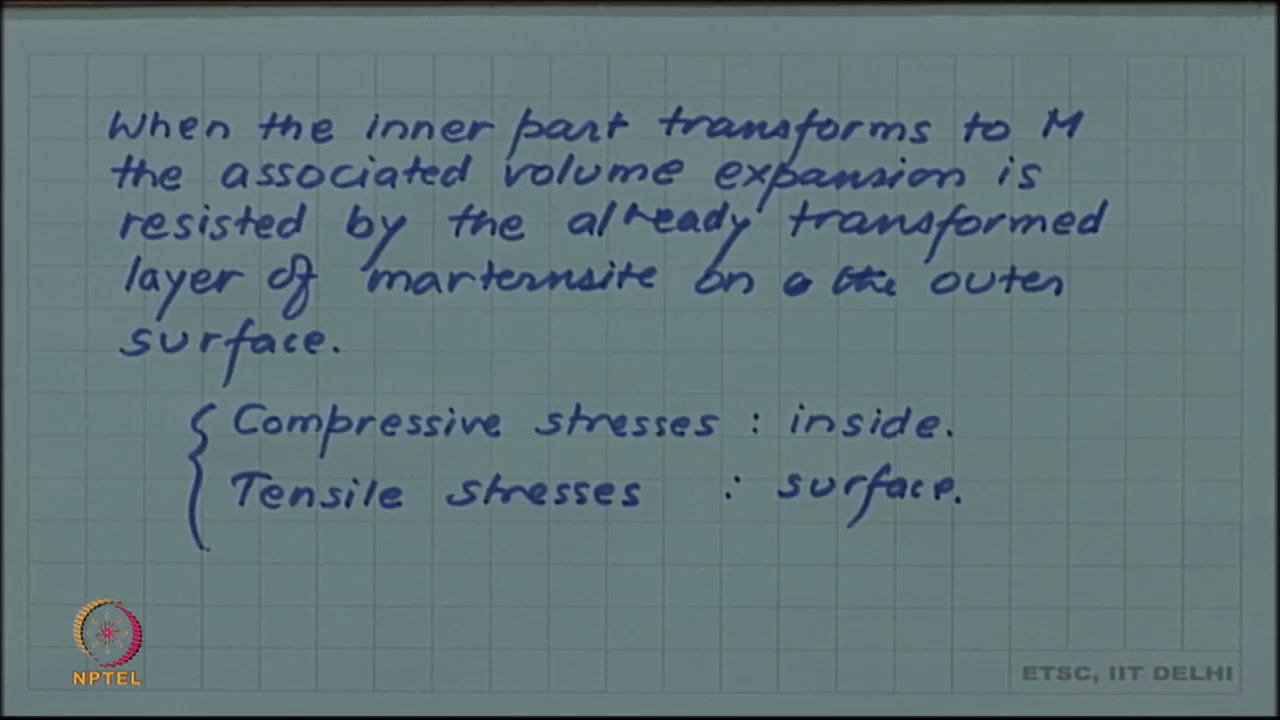 When the inner part transforms to M
the associated volume expansion is
resisted by the already transformed
layer of marternsite on the outer
surface.
Compressive stresses : inside.
Tensile stresses : surface.
NPTEL
ETSC, IIT DELHI